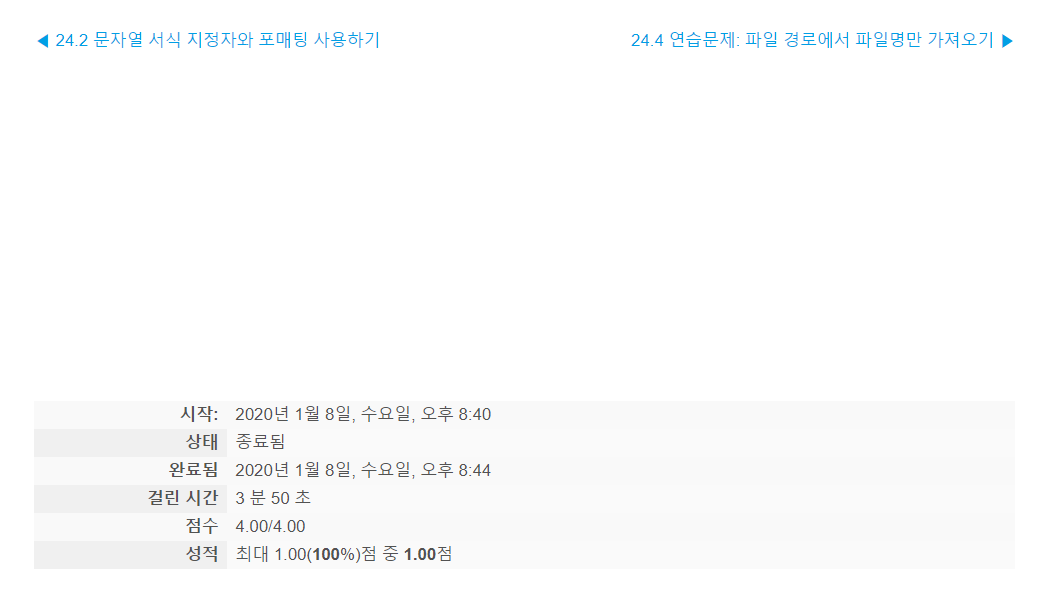 ◀ 24.2 문자열 서식 지정자와 포매팅 사용하기
24.4 연습문제: 파일 경로에서 파일명만 가져오기 ▶
시작: 2020년 1월 8일, 수요일, 오후 8:40
상태 종료됨
완료됨 2020년 1월 8일, 수요일, 오후 8:44
걸린 시간 3 분 50 초
점수 4.00/4.00
성적 최대 1.00(100%)점 중 1.00점